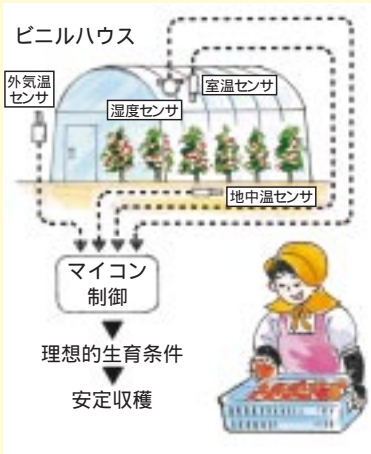 ビニルハウス
外気温
センサ
室温センサ
湿度センサ
地中温センサ
マイコン
制御
理想的生育条件
安定収穫